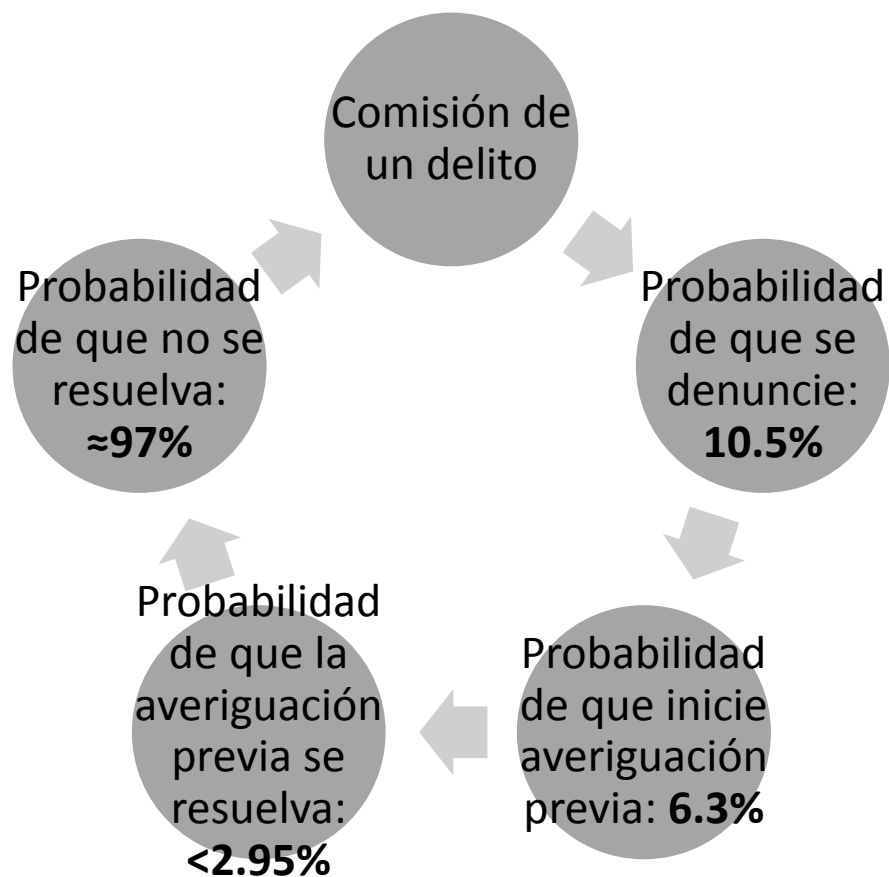 Comisión de
un delito
Probabilidad
de que se
denuncie:
10.5%
Probabilidad
de que inicie
averiguación
previa: 6.3%
Probabilidad
de que la
averiguación
previa se
resuelva:
<2.95%
Probabilidad
de que no se
resuelva:
≈97%